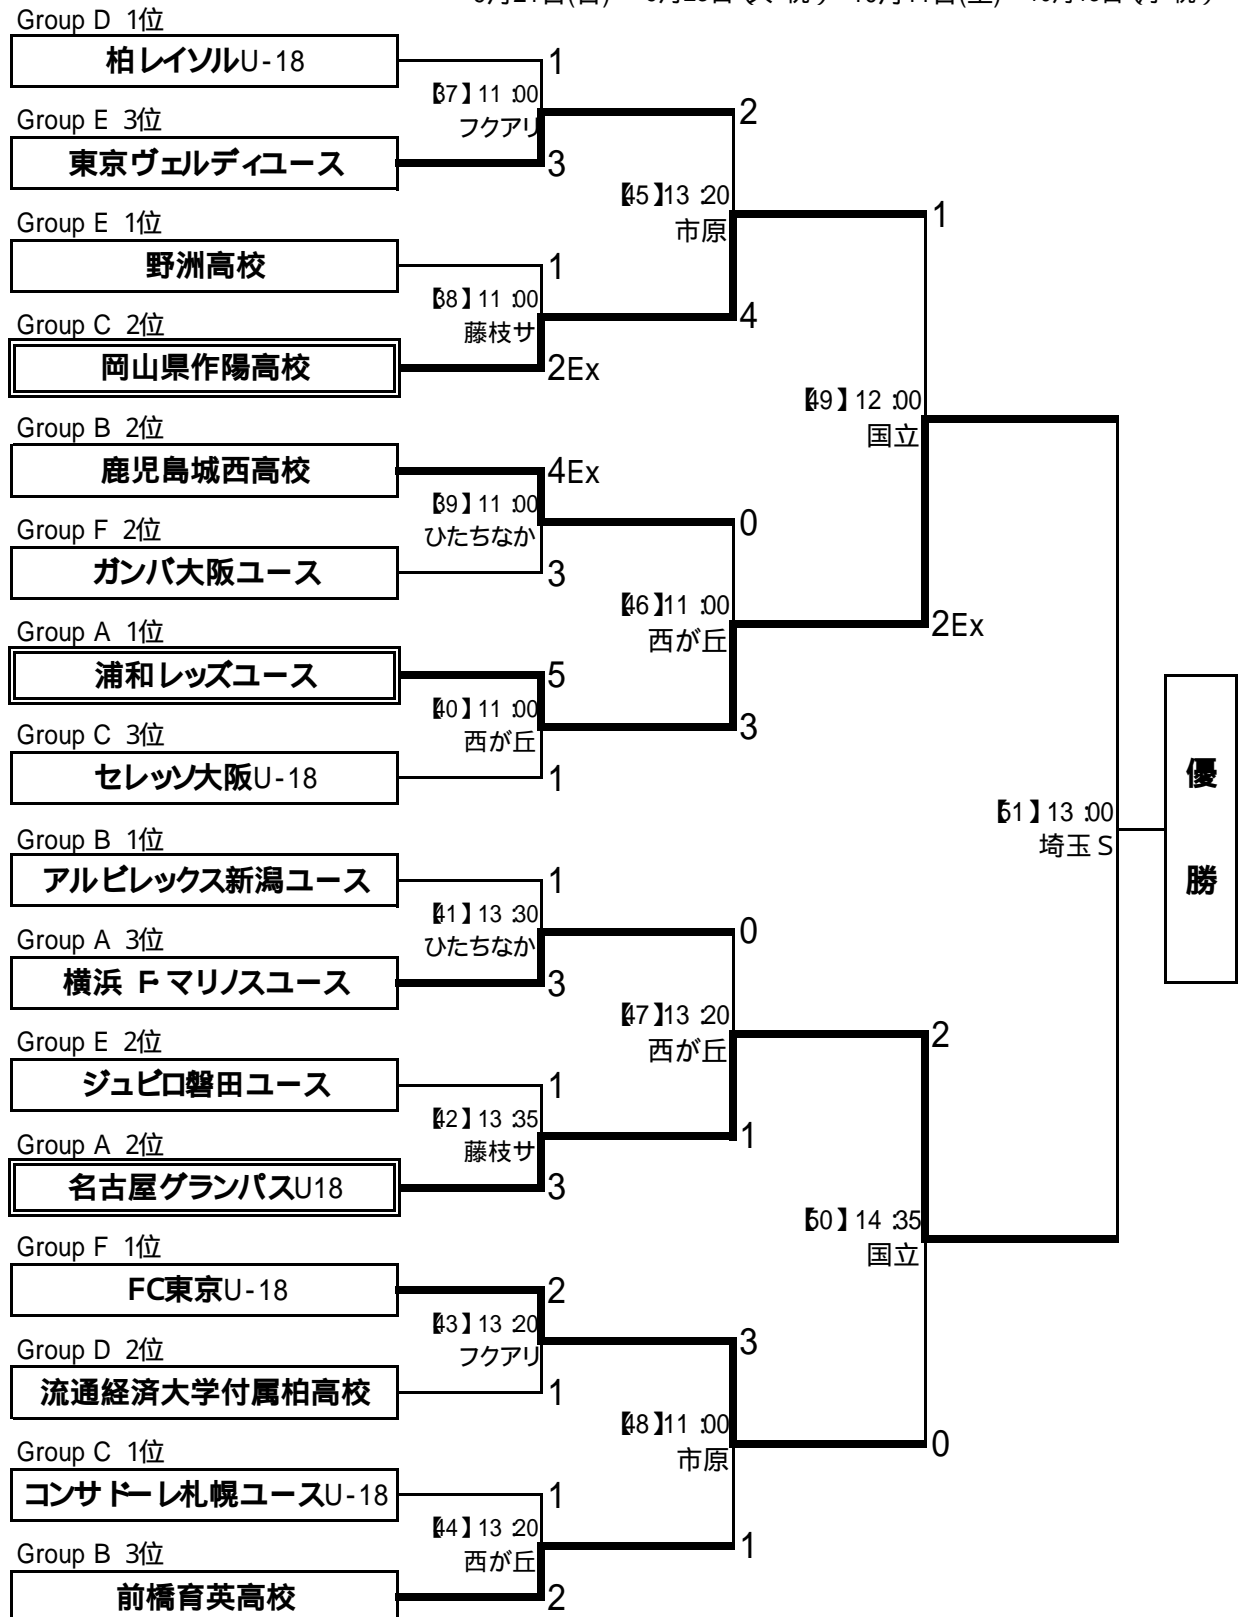 Group D 1位
柏レイソルU-18
1
【37】11:00
フクアリ
2
Group E 3位
東京ヴェルディユース
3
【45】13:20
市原
1
Group E 1位
野洲高校
1
【38】11:00
藤枝サ
4
Group C 2位
岡山県作陽高校
2Ex
【49】12:00
国立
Group B 2位
鹿児島城西高校
4Ex
【39】11:00
ひたちなか
0
Group F 2位
ガンバ大阪ユース
3
【46】11:00
西が丘
2Ex
Group A 1位
浦和レッズユース
5
【40】11:00
西が丘
3
Group C 3位
セレッソ大阪U-18
1
優勝
【51】13:00
埼玉S
Group B 1位
アルビレックス新潟ユース
1
【41】13:30
ひたちなか
0
Group A 3位
横浜F・マリノスユース
3
【47】13:20
西が丘
2
Group E 2位
ジュビロ磐田ユース
1
【42】13:35
藤枝サ
1
Group A 2位
名古屋グランパスU18
3
【50】14:35
国立
Group F 1位
FC東京U-18
2
【43】13:20
フクアリ
3
Group D 2位
流通経済大学付属柏高校
1
【48】11:00
市原
0
Group C 1位
コンサドーレ札幌ユースU-18
1
【44】13:20
西が丘
1
Group B 3位
前橋育英高校
2